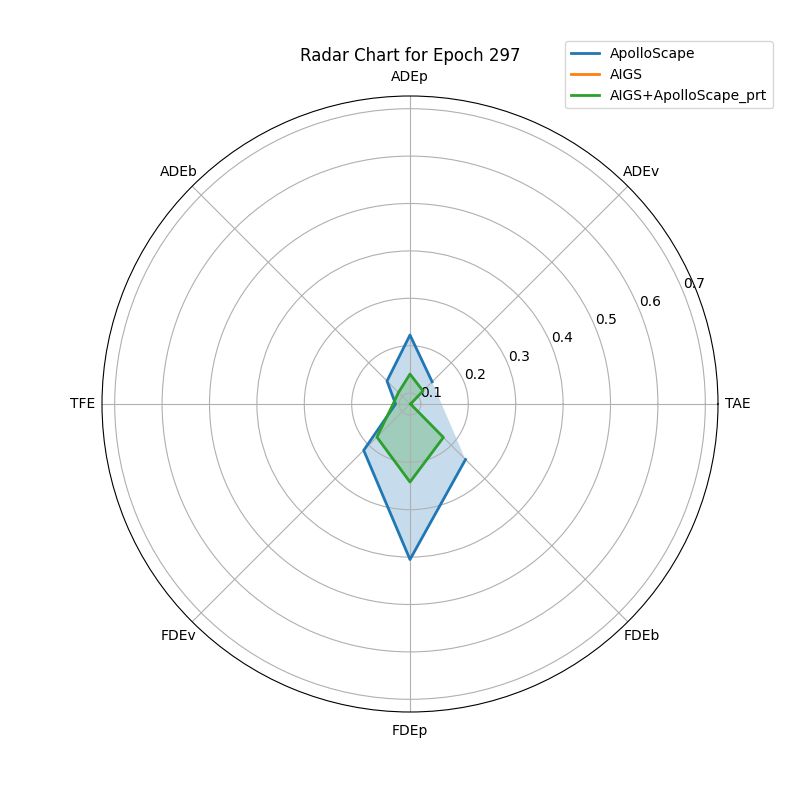 Radar Chart for Epoch 297
ApolloScape
AIGS
AIGS+ApolloScape_prt
ADEp
ADEb
ADEv
0.7
0.6
0.5
0.4
0.3
0.2
0.1
TFE
TAE
FDEv
FDEb
FDEp